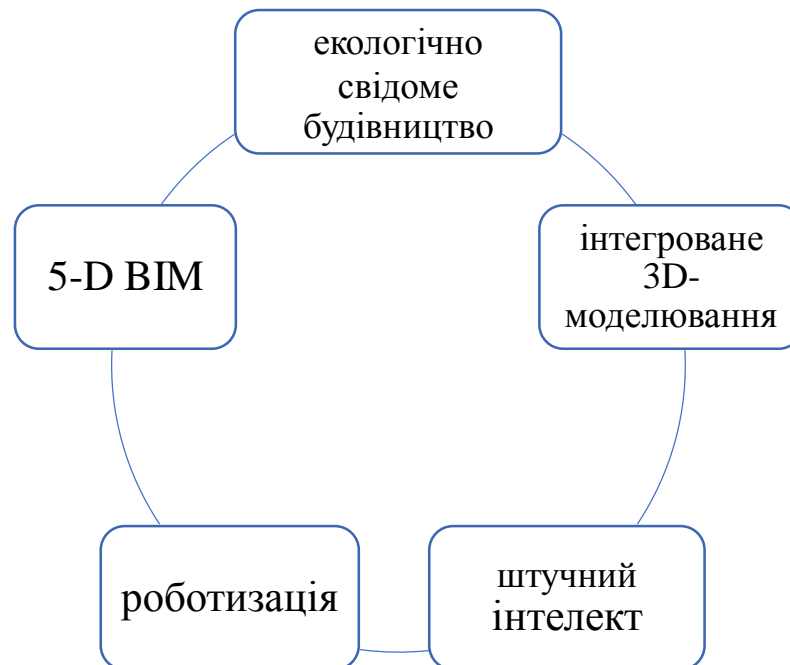 екологічно
свідоме
будівництво
інтегроване
3D-
моделювання
штучний
інтелект
роботизація
5-D BIM